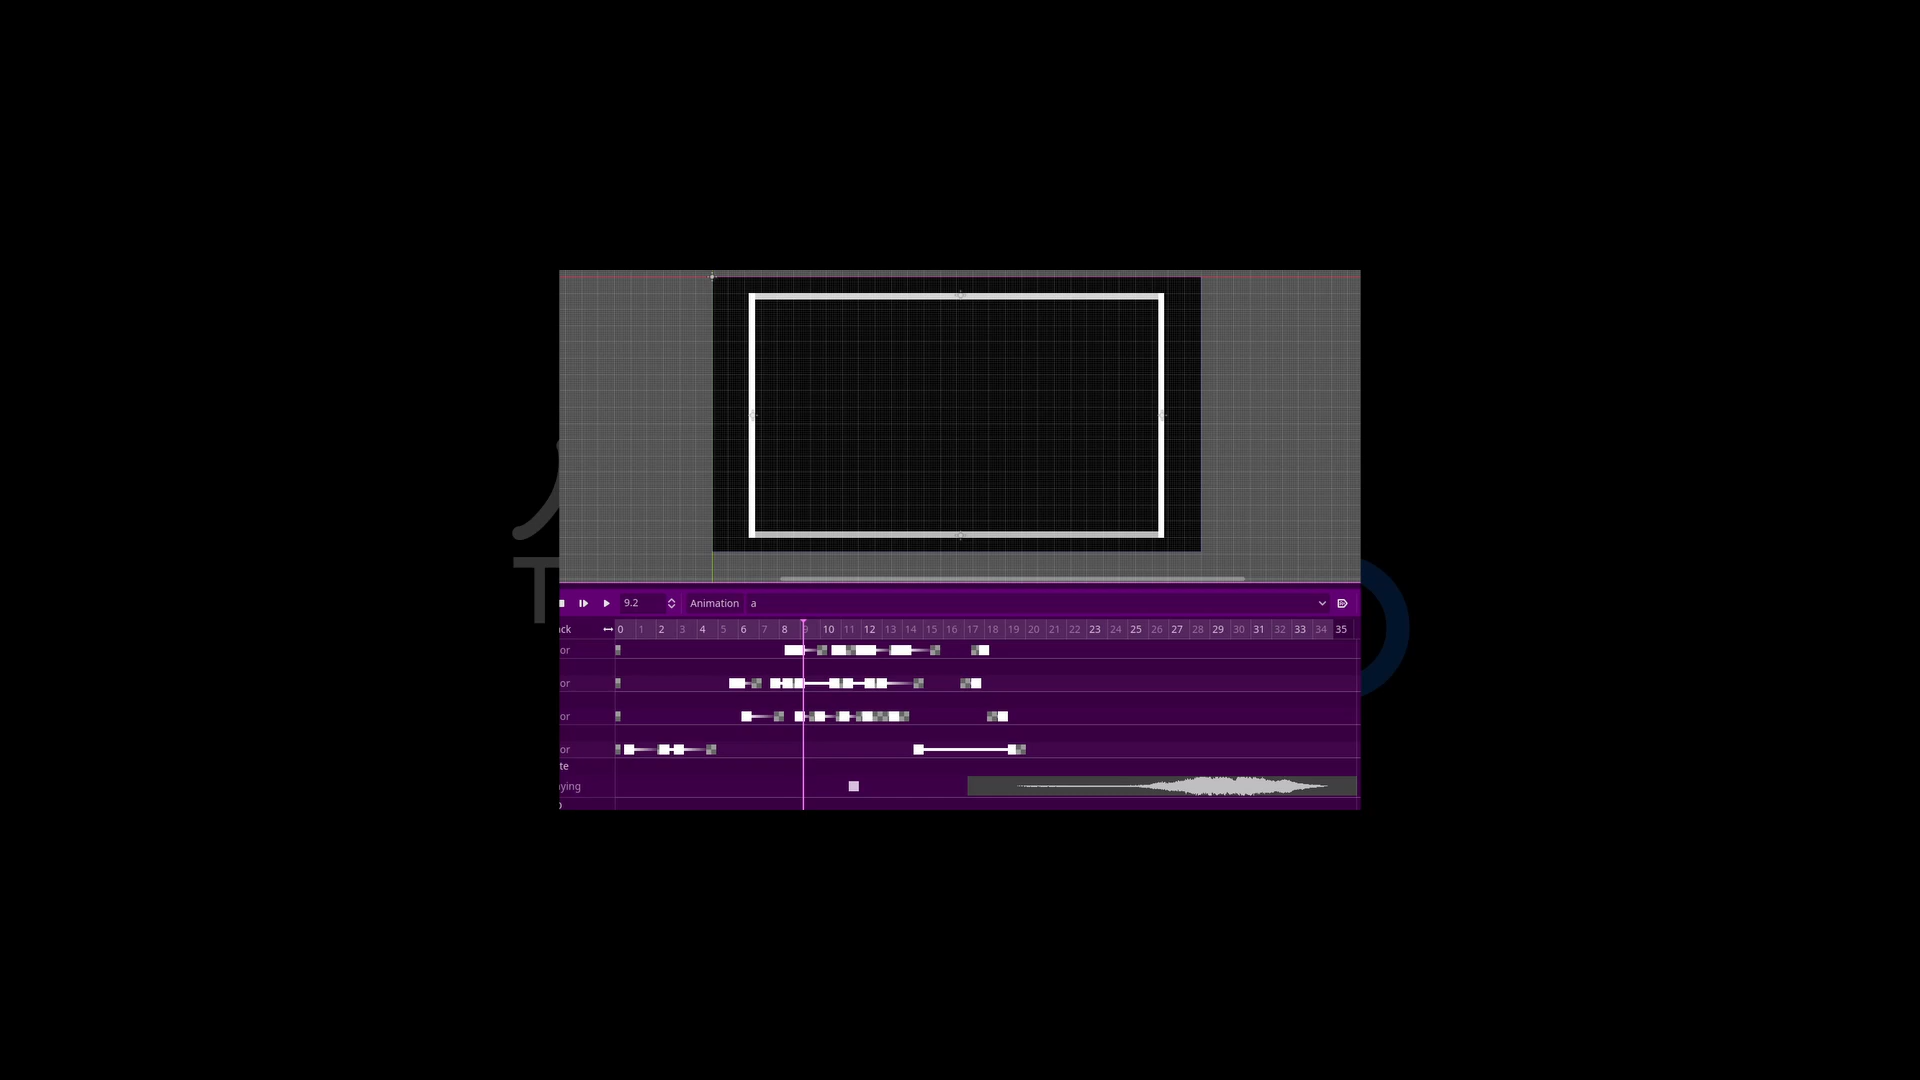 9.2 Animation a
ack 0 1 2 3 4 5 6 7 8 9 10 11 12 13 14 15 16 17 18 19 20 21 22 23 24 25 26 27 28 29 30 31 32 33 34 35
or
or
or
or
te
aying
T